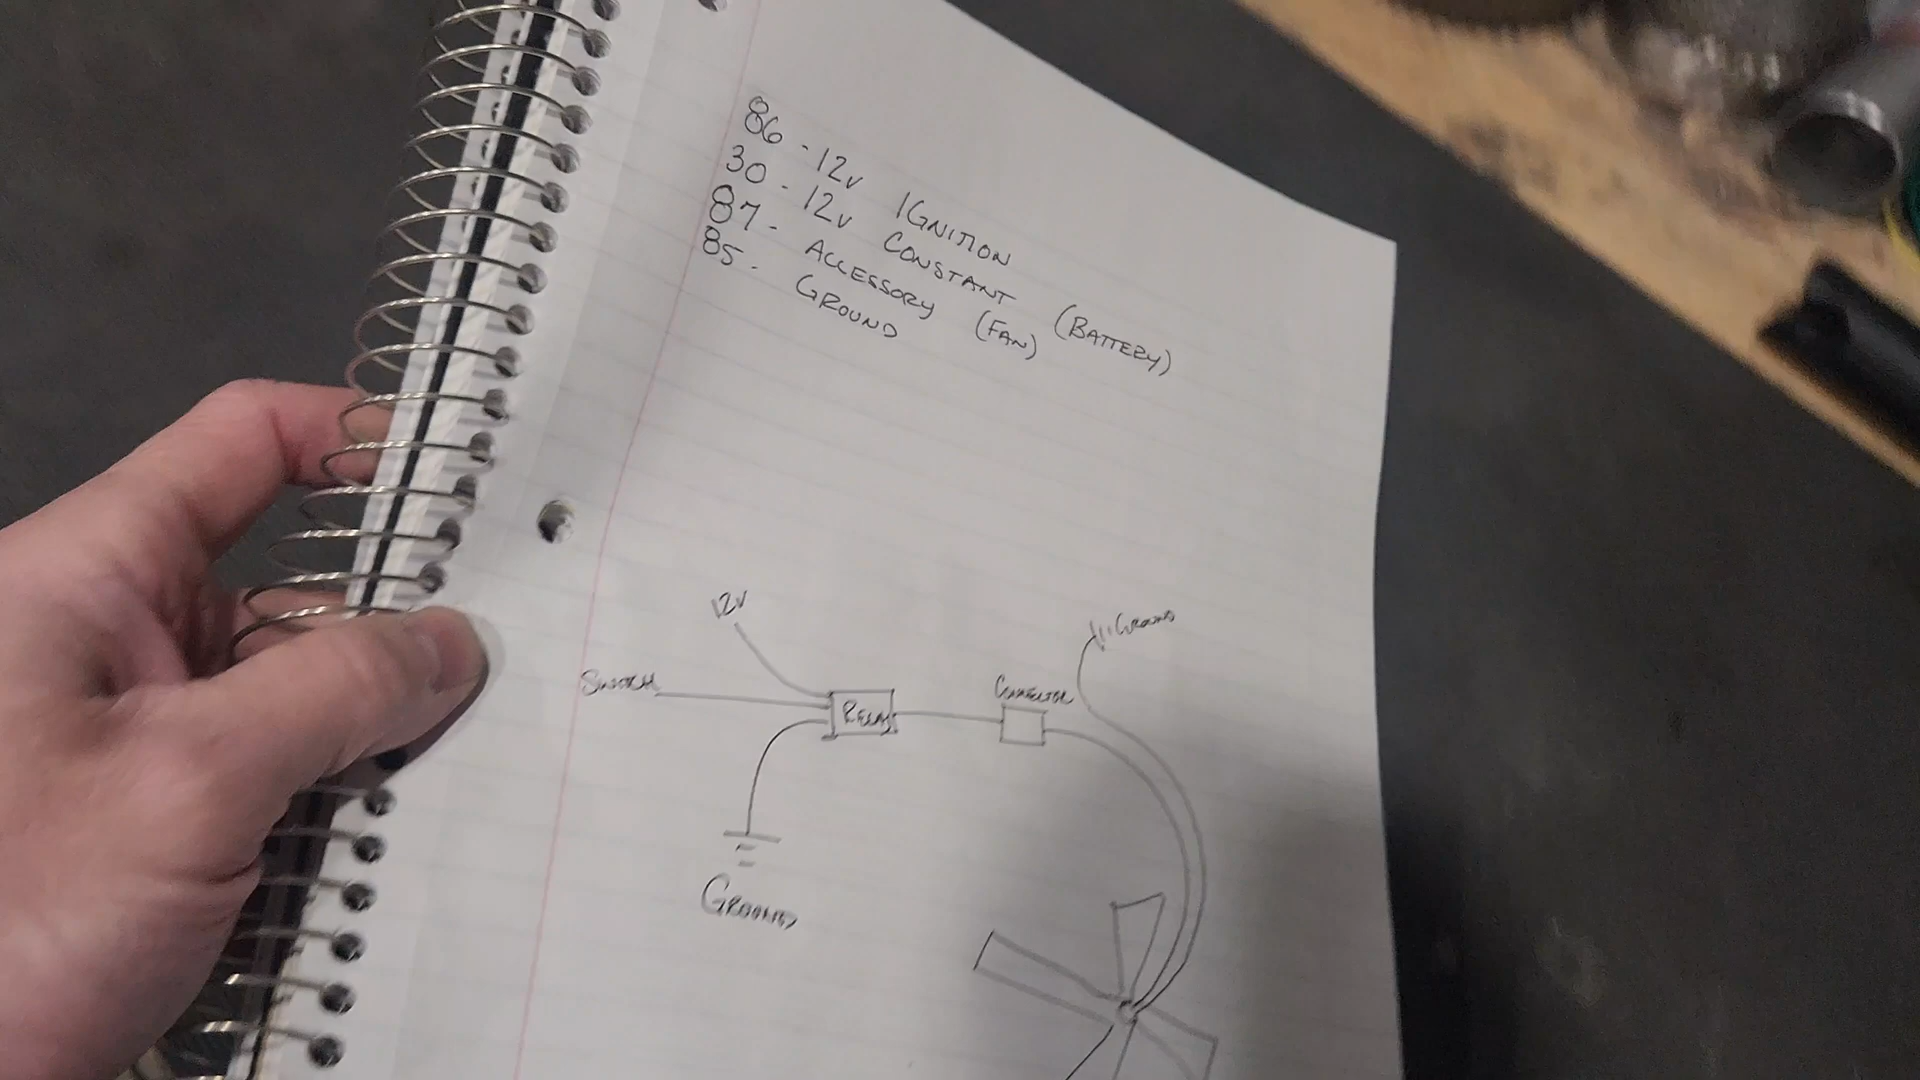 86 - 12V IGNITION
30 - 12V CONSTANT (BATTERY)
87 - ACCESSORY (FAN)
85 - GROUND
12V
GROUND
SWITCH
RELAY
CONNECTOR
GROUND